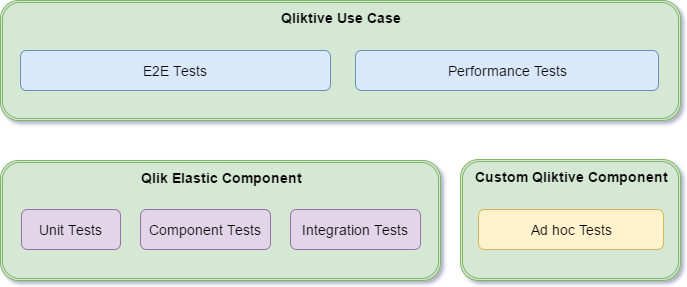 Qliktive Use Case
E2E Tests
Performance Tests
Qlik Elastic Component
Unit Tests
Component Tests
Integration Tests
Custom Qliktive Component
Ad hoc Tests